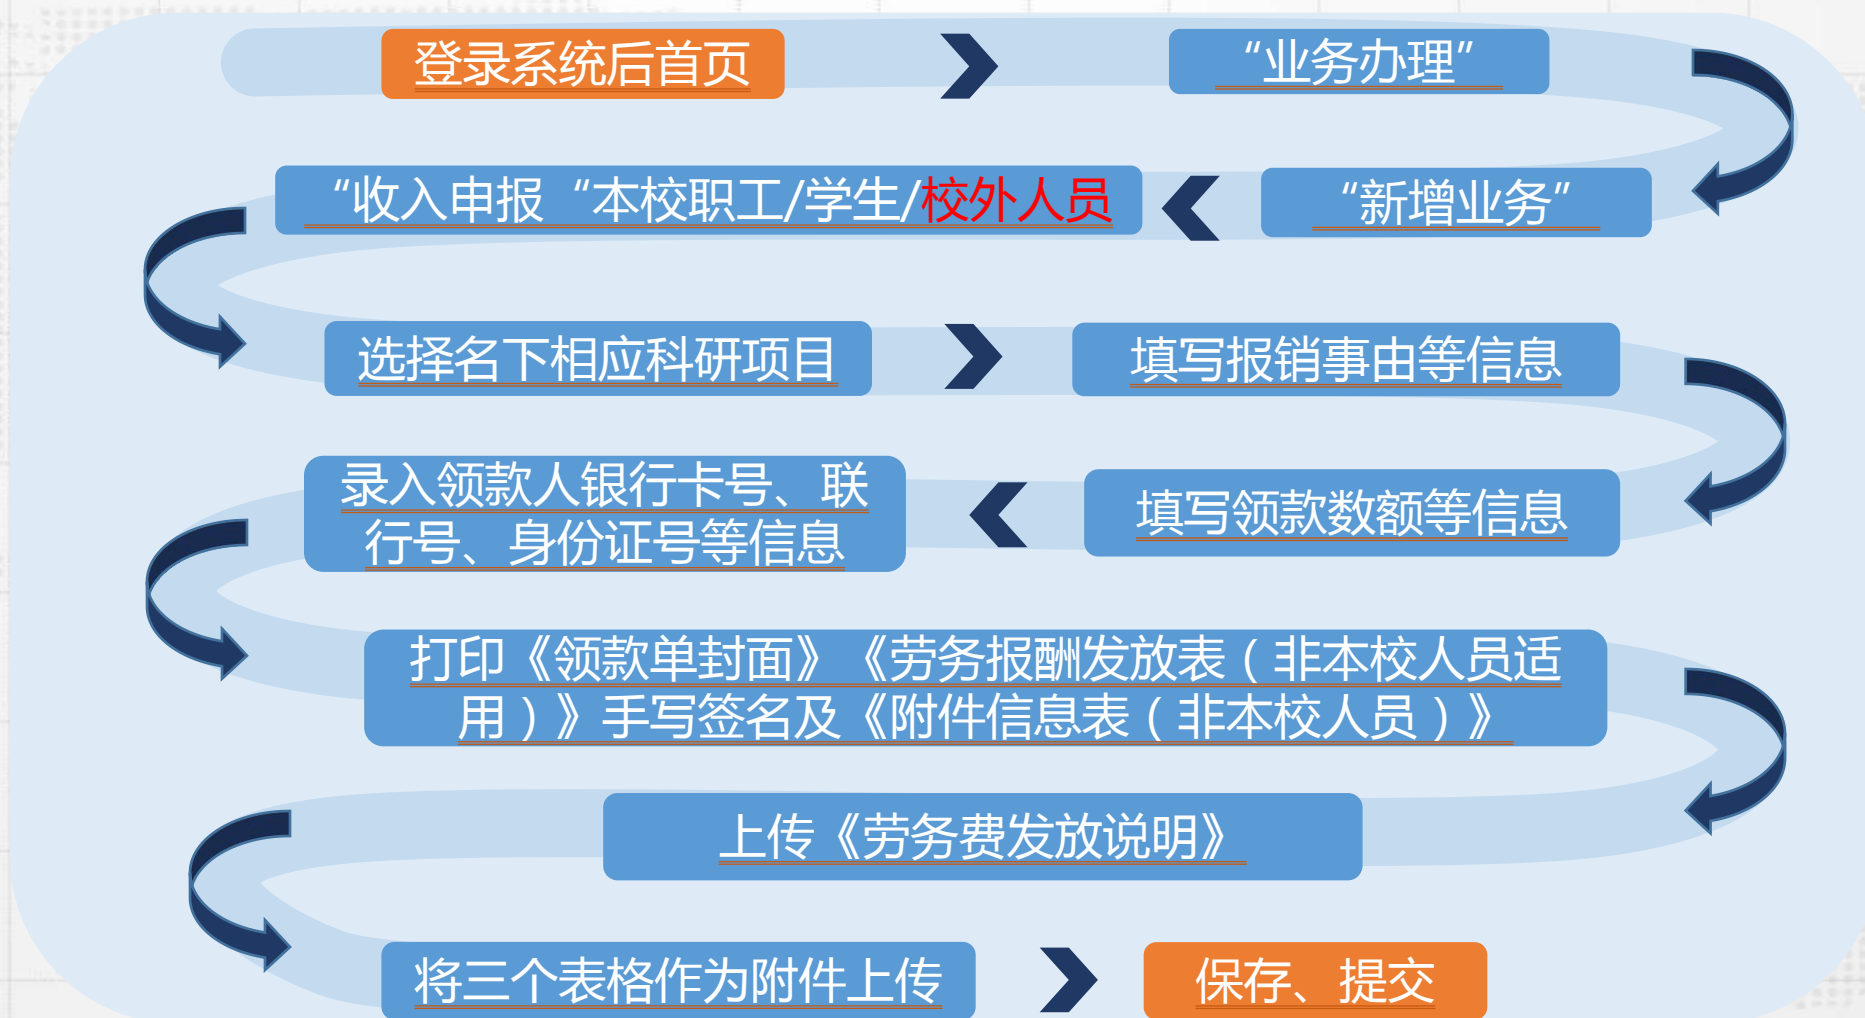 登录系统后首页
“业务办理”
“新增业务”
“收入申报“本校职工/学生/校外人员
选择名下相应科研项目
填写报销事由等信息
填写领款数额等信息
录入领款人银行卡号、联
行号、身份证号等信息
打印《领款单封面》《劳务报酬发放表（非本校人员适
用）》手写签名及《附件信息表（非本校人员）》
上传《劳务费发放说明》
将三个表格作为附件上传
保存、提交